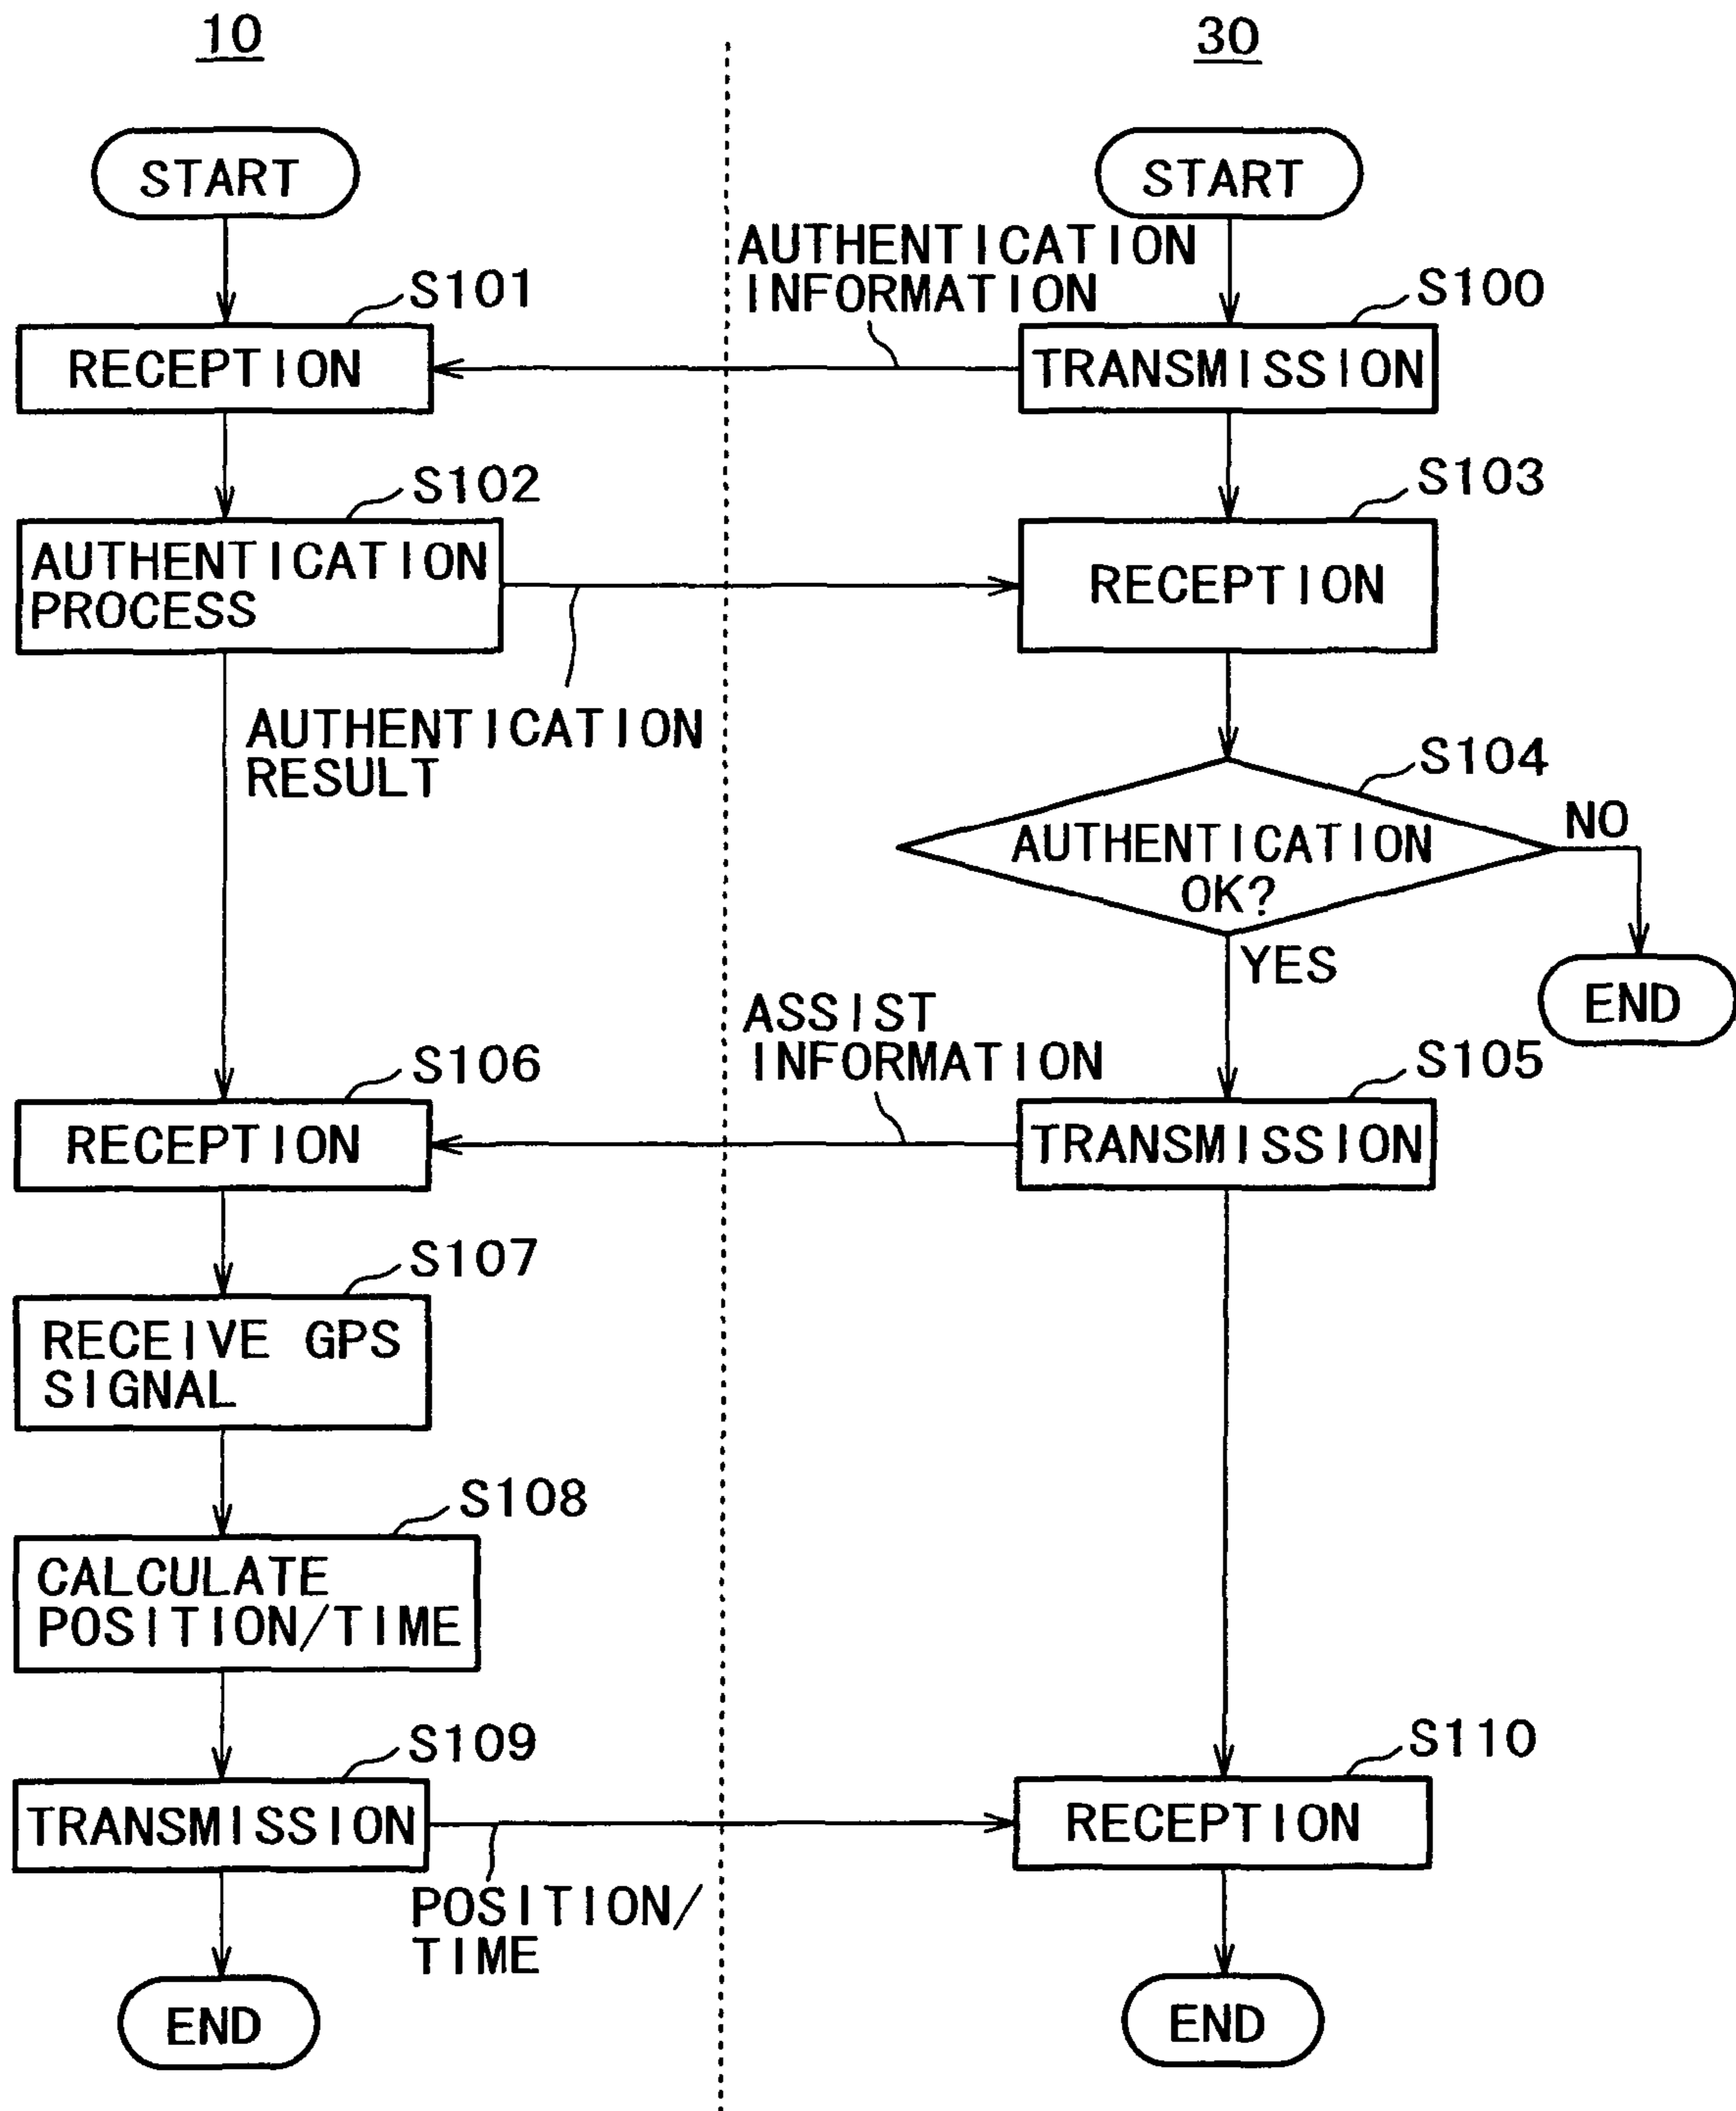 10
30
START
START
AUTHENTICATION
INFORMATION
S101
S100
RECEPTION
TRANSMISSION
S102
S103
AUTHENTICATION
PROCESS
RECEPTION
AUTHENTICATION
RESULT
S104
NO
AUTHENTICATION
OK?
YES
END
ASSIST
INFORMATION
S106
S105
RECEPTION
TRANSMISSION
S107
RECEIVE GPS
SIGNAL
S108
CALCULATE
POSITION/TIME
S109
S110
TRANSMISSION
RECEPTION
POSITION/
TIME
END
END